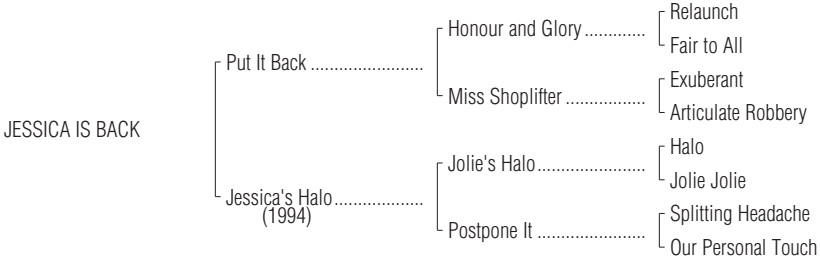 Relaunch
Honour and Glory.............
Fair to All
Put It Back ........................
Exuberant
Miss Shoplifter .................
Articulate Robbery
JESSICA IS BACK
Halo
Jolie's Halo.......................
Jolie Jolie
Jessica's Halo...................
(1994)
Splitting Headache
Postpone It .......................
Our Personal Touch